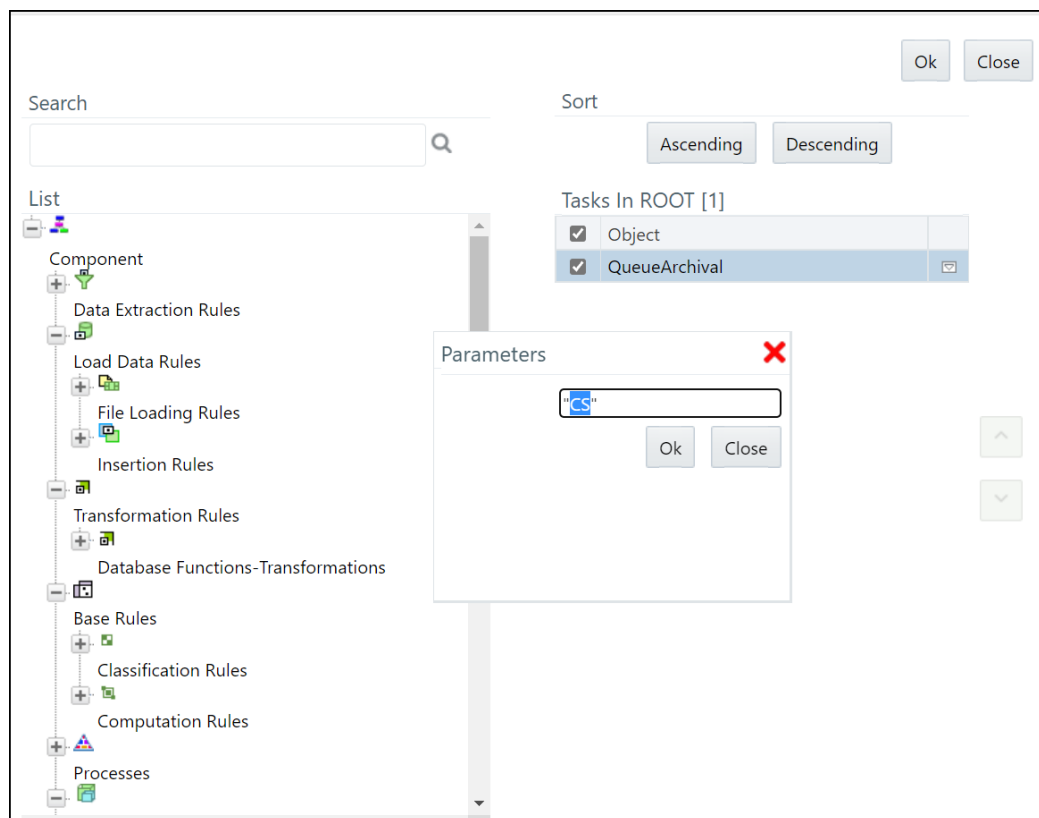 Ok Close
Search
Sort
Ascending Descending
List
Tasks In ROOT [1]
Object
Component
QueueArchival
Data Extraction Rules
Parameters
Load Data Rules
"CS"
File Loading Rules
Ok Close
Insertion Rules
Transformation Rules
Database Functions-Transformations
Base Rules
Classification Rules
Computation Rules
Processes